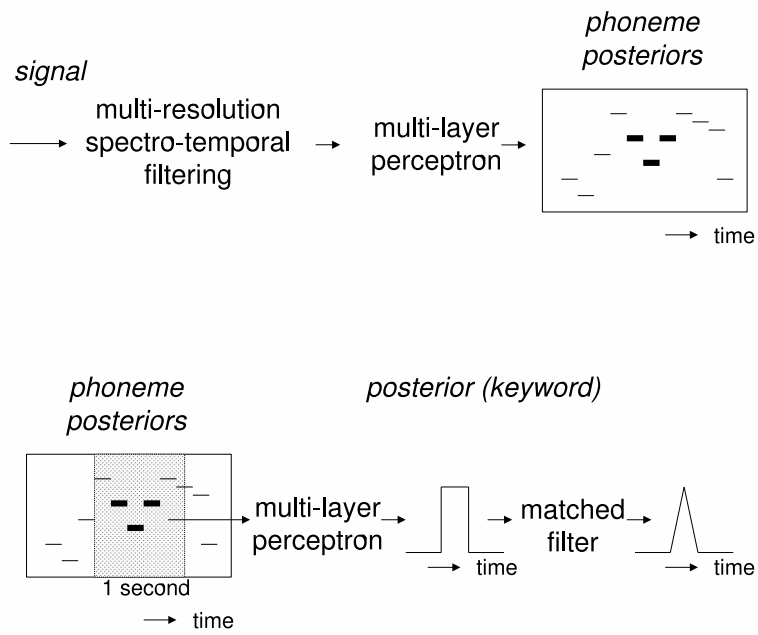 phoneme
posteriors
signal
multi-resolution
spectro-temporal
filtering
multi-layer
perceptron
time
phoneme
posteriors
posterior (keyword)
multi-layer
perceptron
matched
filter
time
time
1 second
time